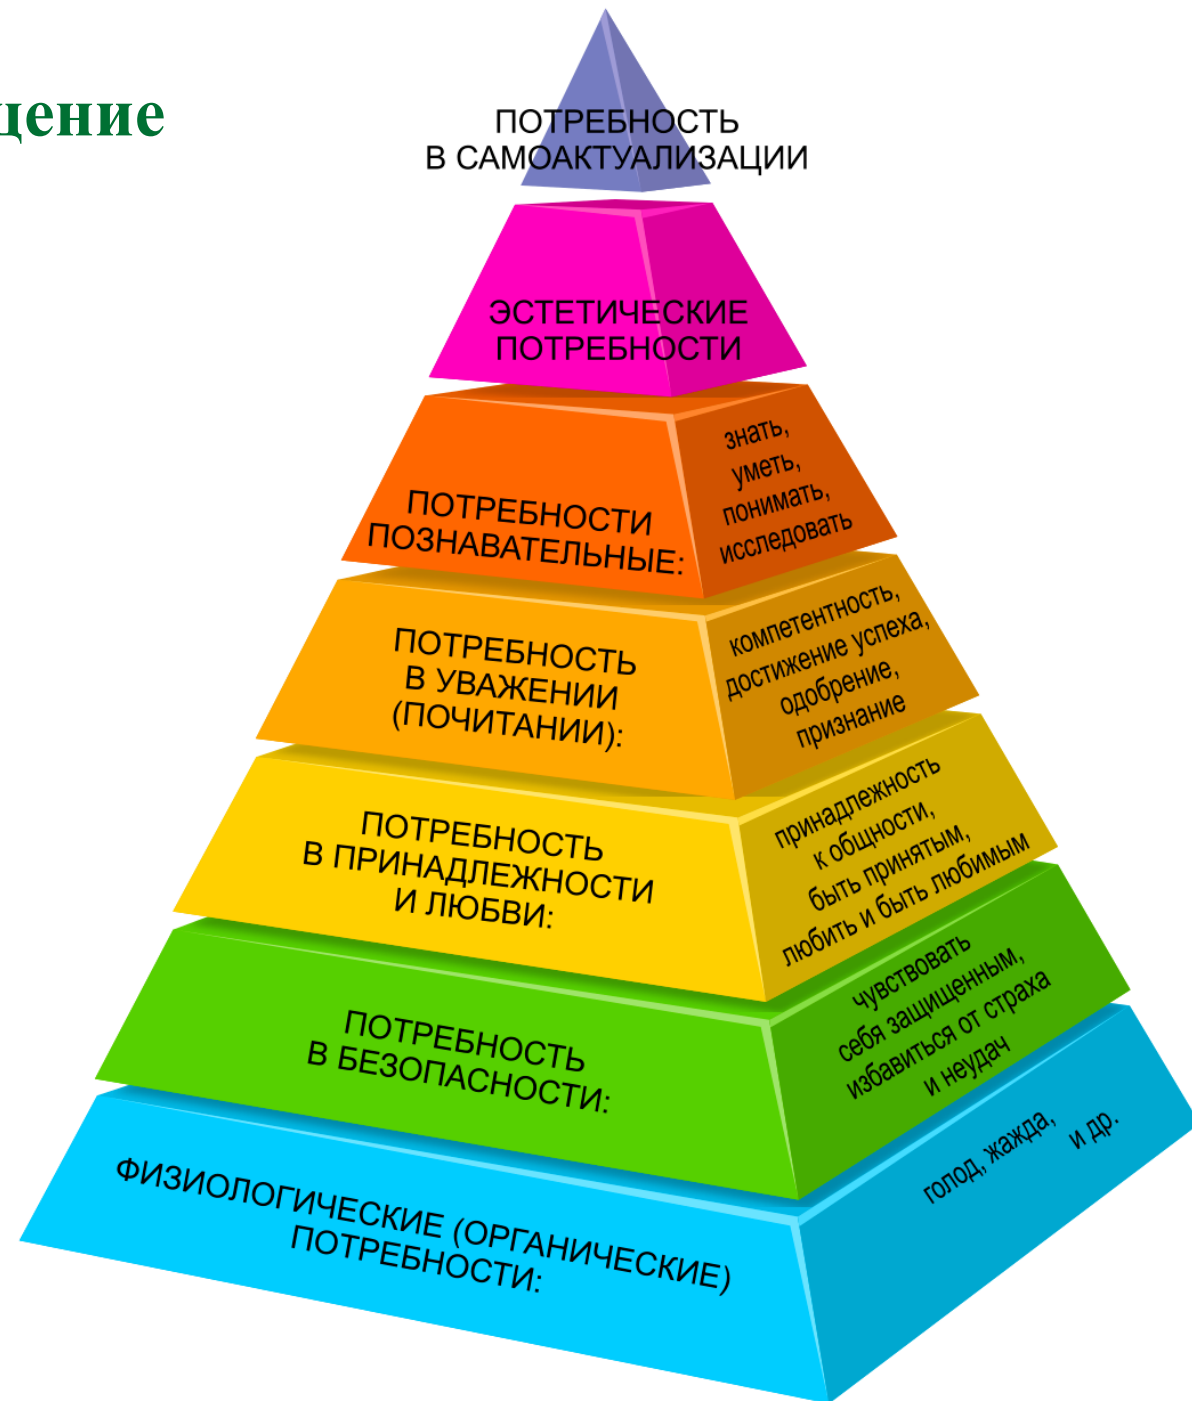 щение
ПОТРЕБНОСТЬ
В САМОАКТУАЛИЗАЦИИ
ЭСТЕТИЧЕСКИЕ
ПОТРЕБНОСТИ
ПОТРЕБНОСТИ
ПОЗНАВАТЕЛЬНЫЕ:
знать,
уметь,
понимать,
исследовать
ПОТРЕБНОСТЬ
В УВАЖЕНИИ
(ПОЧИТАНИИ):
компетентность,
достижение успеха,
одобрение,
признание
ПОТРЕБНОСТЬ
В ПРИНАДЛЕЖНОСТИ
И ЛЮБВИ:
принадлежность
к общности,
быть принятым,
любить и быть любимым
ПОТРЕБНОСТЬ
В БЕЗОПАСНОСТИ:
чувствовать
себя защищенным,
избавиться от страха
и неудач
ФИЗИОЛОГИЧЕСКИЕ (ОРГАНИЧЕСКИЕ)
ПОТРЕБНОСТИ:
голод, жажда, и др.